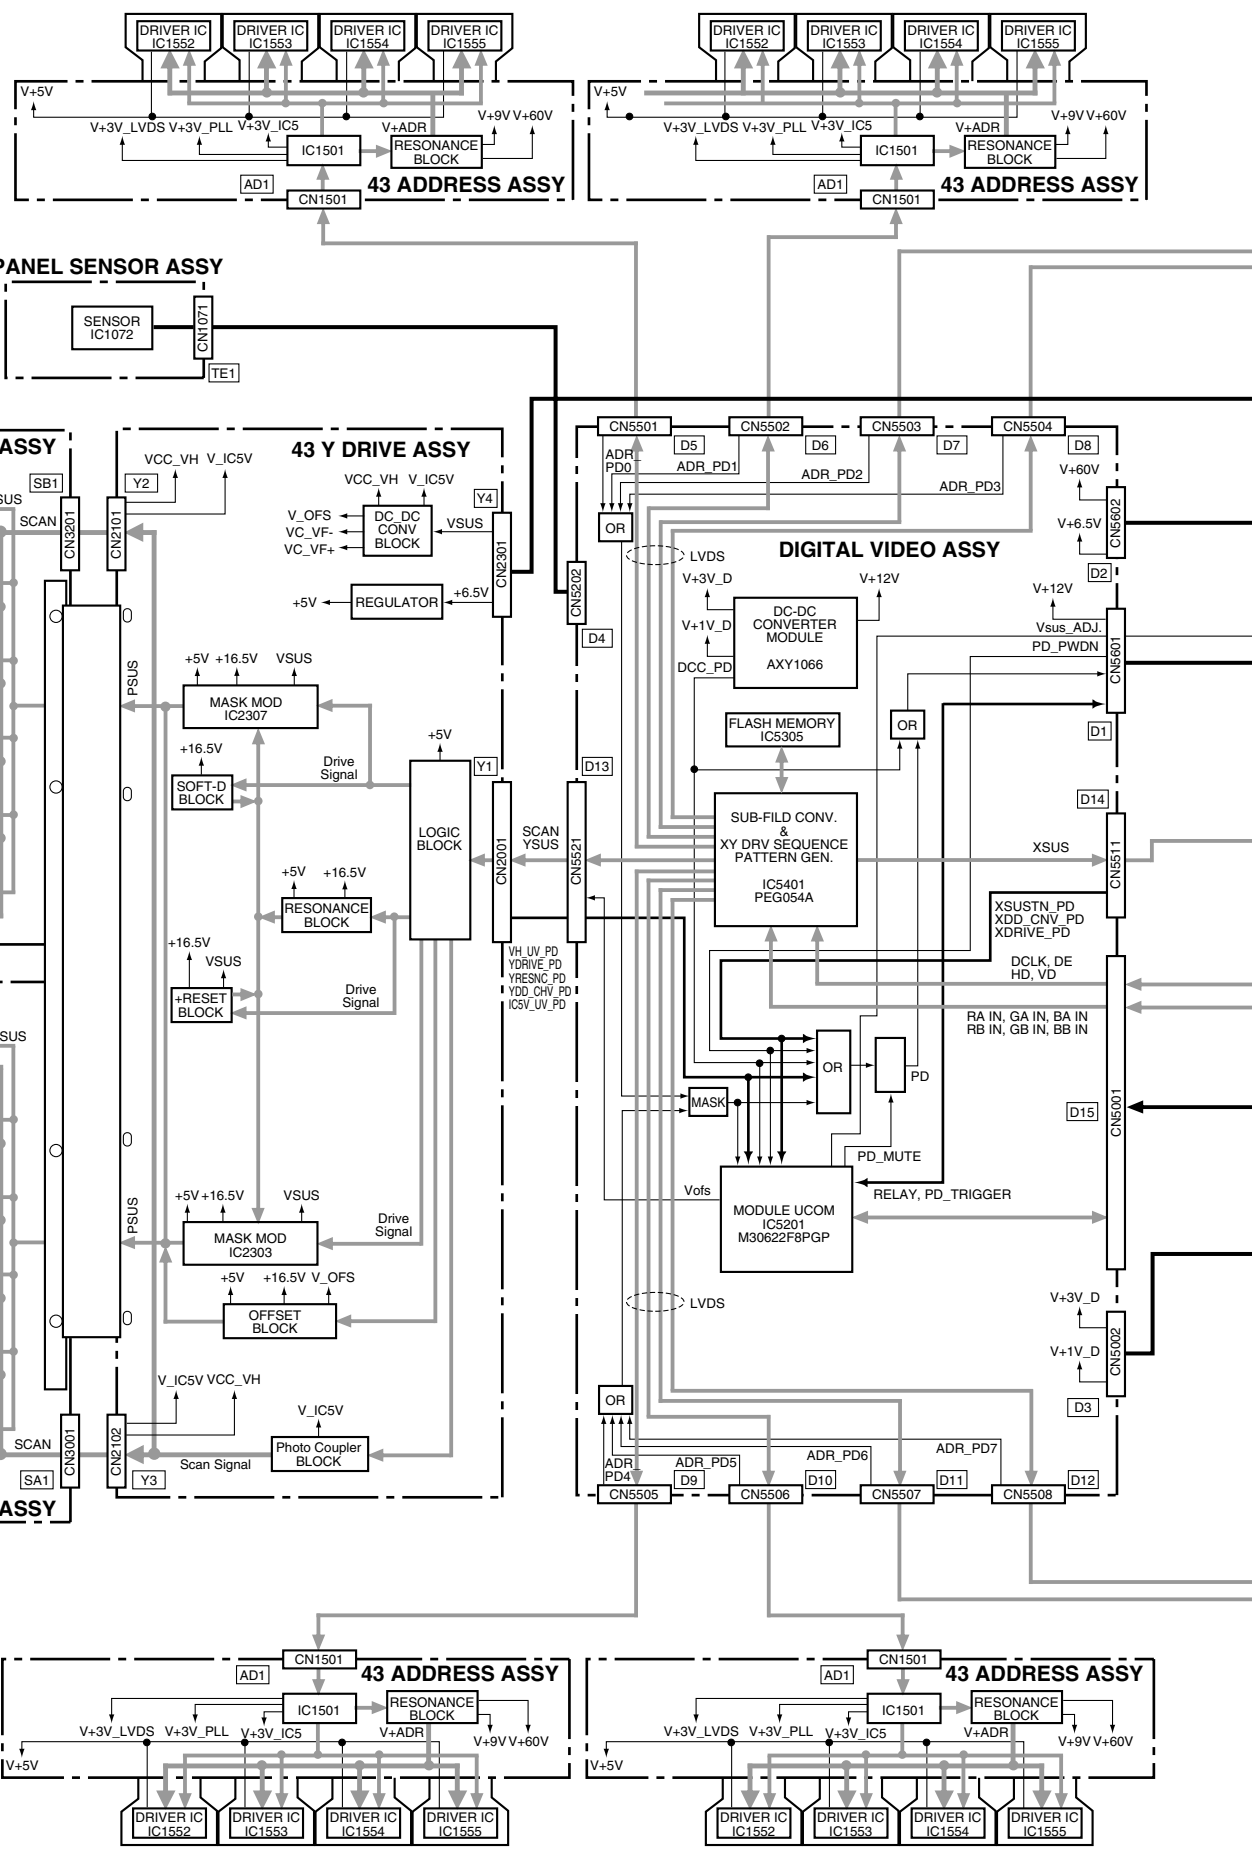 DRIVER IC
IC1552
DRIVER IC
IC1553
DRIVER IC
IC1554
DRIVER IC
IC1555
V+5V
V+3V_LVDS
V+3V_PLL
V+3V_IC5
V+ADR
V+9V
V+60V
IC1501
RESONANCE
BLOCK
AD1
43 ADDRESS ASSY
CN1501
DRIVER IC
IC1552
DRIVER IC
IC1553
DRIVER IC
IC1554
DRIVER IC
IC1555
V+5V
V+3V_LVDS
V+3V_PLL
V+3V_IC5
V+ADR
V+9V
V+60V
IC1501
RESONANCE
BLOCK
AD1
43 ADDRESS ASSY
CN1501
PANEL SENSOR ASSY
SENSOR
IC1072
CN1071
TE1
ASSY
SB1
SUS
SCAN
CN3201
43 Y DRIVE ASSY
Y2
VCC_VH
V_IC5V
CN2101
VCC_VH
V_IC5V
Y4
V_OFS
VC_VF-
VC_VF+
DC_DC
CONV
BLOCK
VSUS
CN2301
+5V
REGULATOR
+6.5V
PSUS
+5V
+16.5V
VSUS
MASK MOD
IC2307
+16.5V
SOFT-D
BLOCK
Drive
Signal
+5V
Y1
LOGIC
BLOCK
CN2001
SCAN
YSUS
+5V
+16.5V
RESONANCE
BLOCK
+16.5V
VSUS
+RESET
BLOCK
Drive
Signal
VH_UV_PD
YDRIVE_PD
YRESNC_PD
YDD_CHV_PD
IC5V_UV_PD
SUS
PSUS
+5V
+16.5V
VSUS
MASK MOD
IC2303
Drive
Signal
+5V
+16.5V
V_OFS
OFFSET
BLOCK
V_IC5V
VCC_VH
V_IC5V
Photo Coupler
BLOCK
Scan Signal
SCAN
CN3001
CN2102
SA1
Y3
ASSY
CN5501
D5
CN5502
D6
CN5503
D7
CN5504
D8
ADR_
PD0
ADR_PD1
ADR_PD2
ADR_PD3
OR
LVDS
DIGITAL VIDEO ASSY
V+60V
V+6.5V
CN5602
D2
CN5202
D4
V+3V_D
V+1V_D
DCC_PD
DC-DC
CONVERTER
MODULE
AXY1066
V+12V
V+12V
Vsus_ADJ.
PD_PWDN
CN5601
D1
FLASH MEMORY
IC5305
OR
D13
CN5521
SUB-FILD CONV.
&
XY DRV SEQUENCE
PATTERN GEN.
IC5401
PEG054A
XSUS
D14
CN5511
XSUSTN_PD
XDD_CNV_PD
XDRIVE_PD
DCLK, DE
HD, VD
RA IN, GA IN, BA IN
RB IN, GB IN, BB IN
OR
PD
MASK
D15
CN5001
PD_MUTE
Vofs
MODULE UCOM
IC5201
M30622F8PGP
RELAY, PD_TRIGGER
LVDS
V+3V_D
V+1V_D
CN5002
D3
OR
ADR_
PD4
ADR_PD5
ADR_PD6
ADR_PD7
CN5505
D9
CN5506
D10
CN5507
D11
CN5508
D12
CN1501
AD1
43 ADDRESS ASSY
IC1501
RESONANCE
BLOCK
V+3V_LVDS
V+3V_PLL
V+3V_IC5
V+ADR
V+9V
V+60V
V+5V
DRIVER IC
IC1552
DRIVER IC
IC1553
DRIVER IC
IC1554
DRIVER IC
IC1555
CN1501
AD1
43 ADDRESS ASSY
IC1501
RESONANCE
BLOCK
V+3V_LVDS
V+3V_PLL
V+3V_IC5
V+ADR
V+9V
V+60V
V+5V
DRIVER IC
IC1552
DRIVER IC
IC1553
DRIVER IC
IC1554
DRIVER IC
IC1555